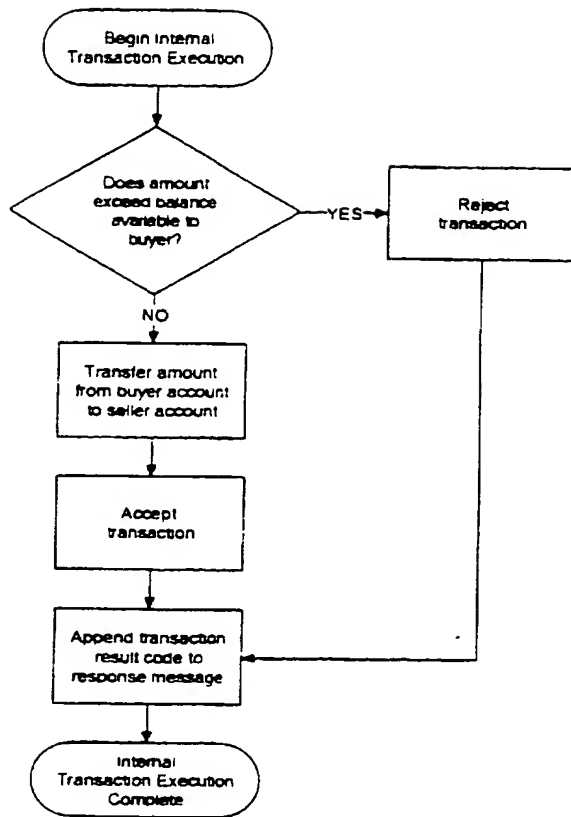 Begin Internal
Transaction Execution
Does amount
exceed balance
available to
buyer?
YES
Reject
transaction
NO
Transfer amount
from buyer account
to seller account
Accept
transaction
Append transaction
result code to
response message
Internal
Transaction Execution
Complete